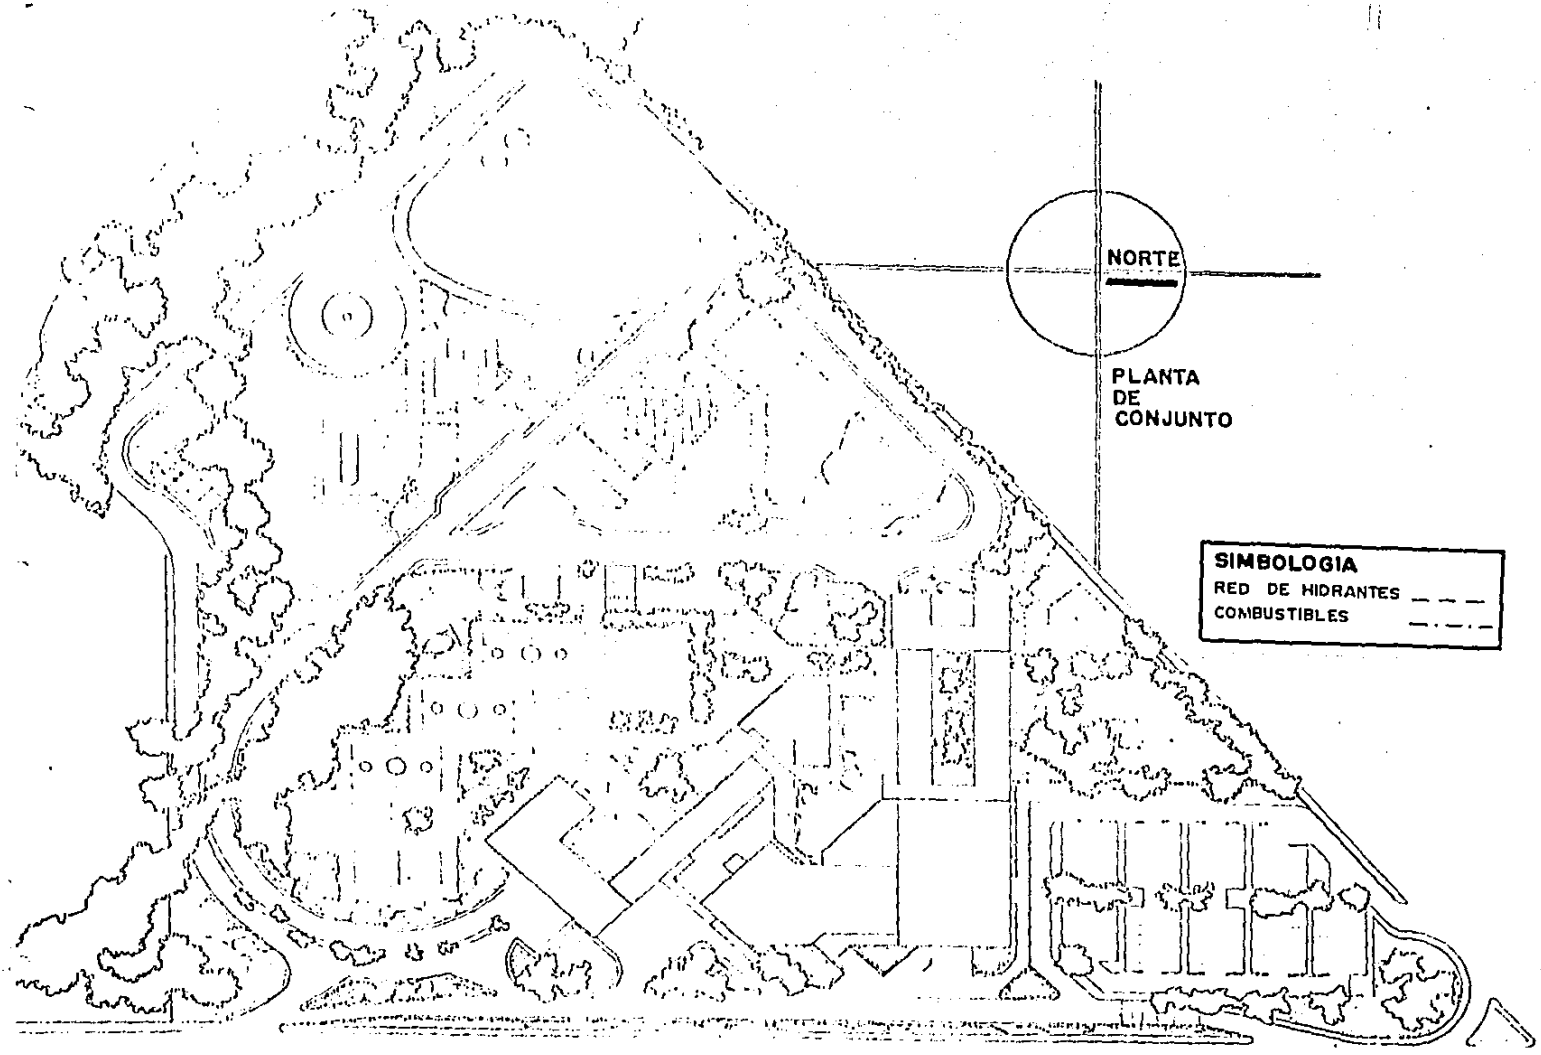 NORTE
PLANTA
DE
CONJUNTO
SIMBOLOGIA
RED DE HIDRANTES
COMBUSTIBLES